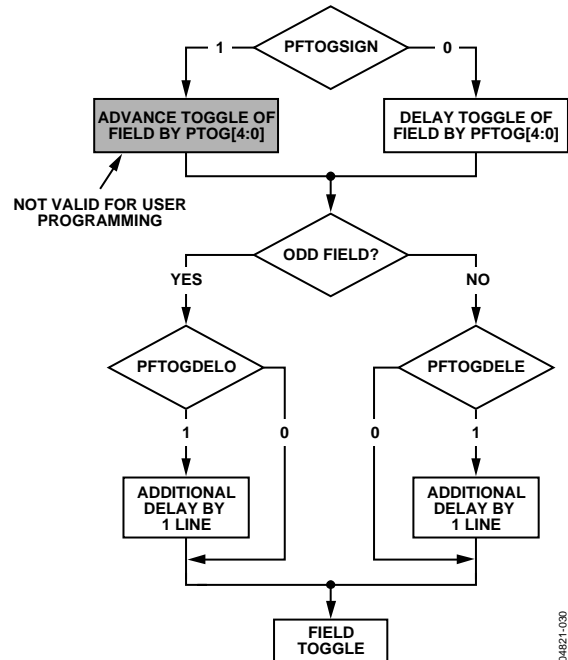 PFTOGSIGN
1
0
ADVANCE TOGGLE OF
FIELD BY PTOG[4:0]
DELAY TOGGLE OF
FIELD BY PFTOG[4:0]
NOT VALID FOR USER
PROGRAMMING
ODD FIELD?
YES
NO
PFTOGDELO
PFTOGDELE
1
0
0
1
ADDITIONAL
DELAY BY
1 LINE
ADDITIONAL
DELAY BY
1 LINE
FIELD
TOGGLE
04821-030